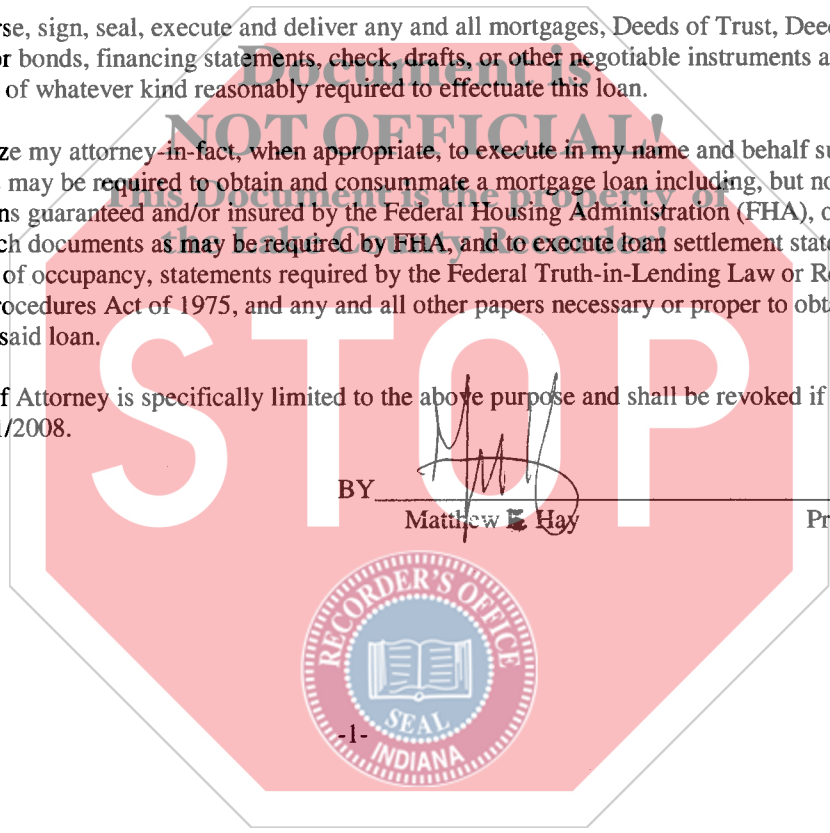 rse, sign, seal, execute and deliver any and all mortgages, Deeds of Trust, Deed
or bonds, financing statements, check, drafts, or other negotiable instruments a
Document is
of whatever kind reasonably required to effectuate this loan.
NOT OFFICIAL!
ze my attorney-in-fact, when appropriate, to execute in my name and behalf su
may be required to obtain and consummate a mortgage loan including, but no
This Document is the property of
ns guaranteed and/or insured by the Federal Housing Administration (FHA), o
ch documents as may be required by FHA, and to execute loan settlement state
the Lake County Recorder!
of occupancy, statements required by the Federal Truth-in-Lending Law or Re
rocedures Act of 1975, and any and all other papers necessary or proper to obta
said loan.
STOP
f Attorney is specifically limited to the above purpose and shall be revoked if
1/2008.
BY
Matthew E. Hay Pr
RECORDER'S OFFICE
SEAL
-1-
INDIANA